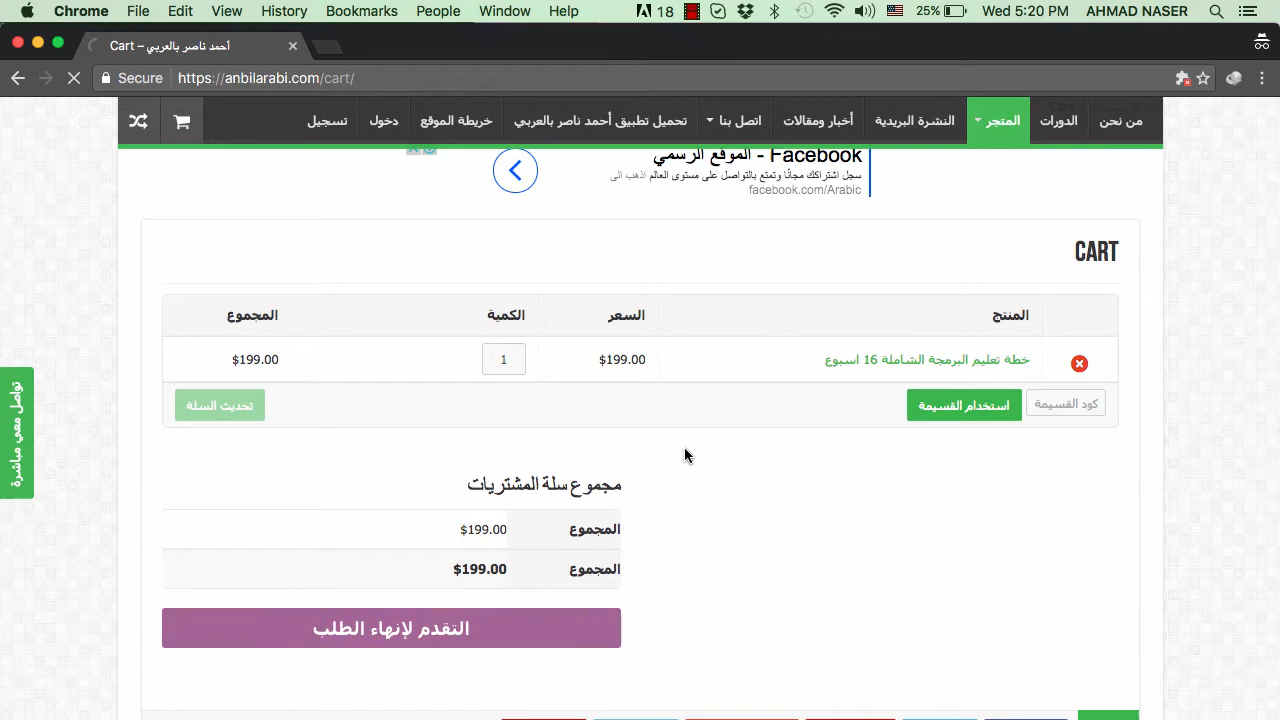 Chrome File Edit View History Bookmarks People Window Help 18 25% Wed 5:20 PM AHMAD NASER
Cart – أحمد ناصر بالعربي
Secure https://anbilarabi.com/cart/
من نحن الدورات المتجر النشرة البريدية أخبار ومقالات اتصل بنا تحميل تطبيق أحمد ناصر بالعربي خريطة الموقع دخول تسجيل
Facebook - الموقع الرسمي
سجل اشتراكك مجانًا وتمتع بالتواصل على مستوى العالم اذهب الى
facebook.com/Arabic
CART
المنتج السعر الكمية المجموع
خطة تعليم البرمجة الشاملة 16 اسبوع $199.00 1 $199.00
كود القسيمة استخدام القسيمة تحديث السلة
تواصل معي مباشرة
مجموع سلة المشتريات
المجموع $199.00
المجموع $199.00
التقدم لإنهاء الطلب